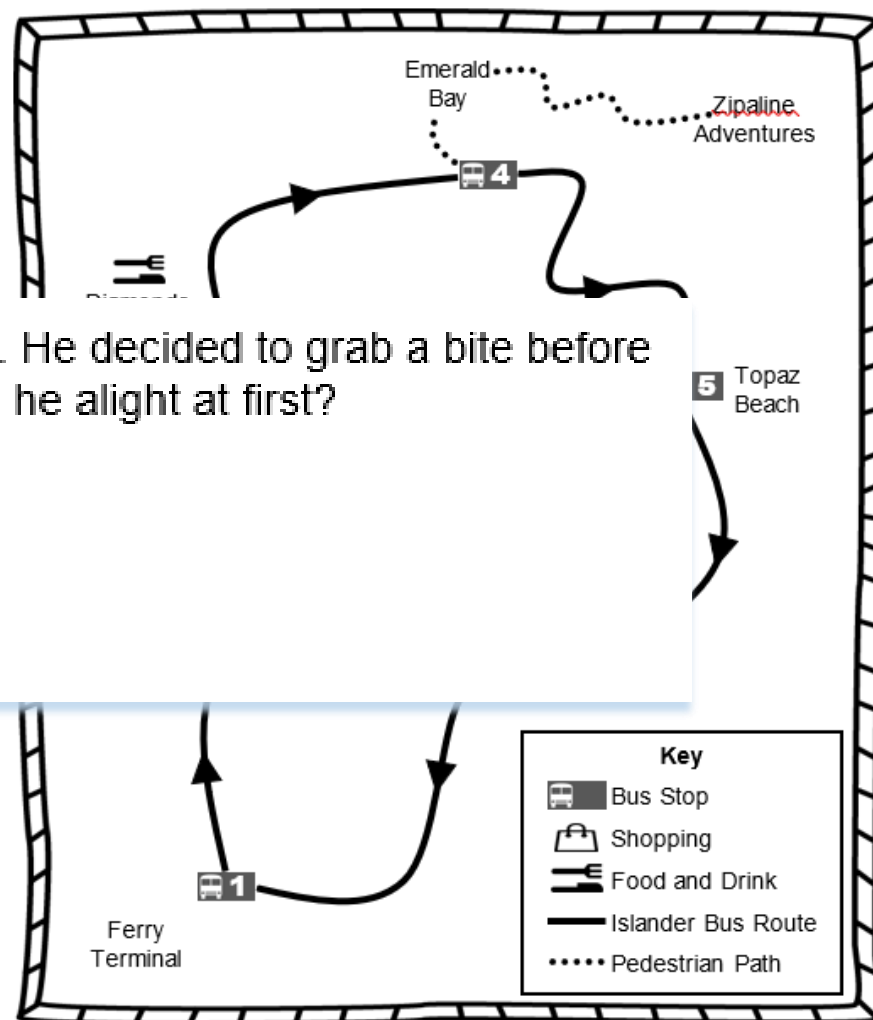 Emerald
Bay
Zipaline
Adventures
4
. He decided to grab a bite before
he alight at first?
5
Topaz
Beach
1
Ferry
Terminal
Key
Bus Stop
Shopping
Food and Drink
Islander Bus Route
Pedestrian Path